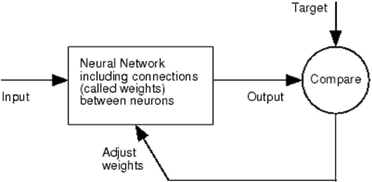 Target
Neural Network
including connections
(called weights)
between neurons
Compare
Input
Output
Adjust
weights